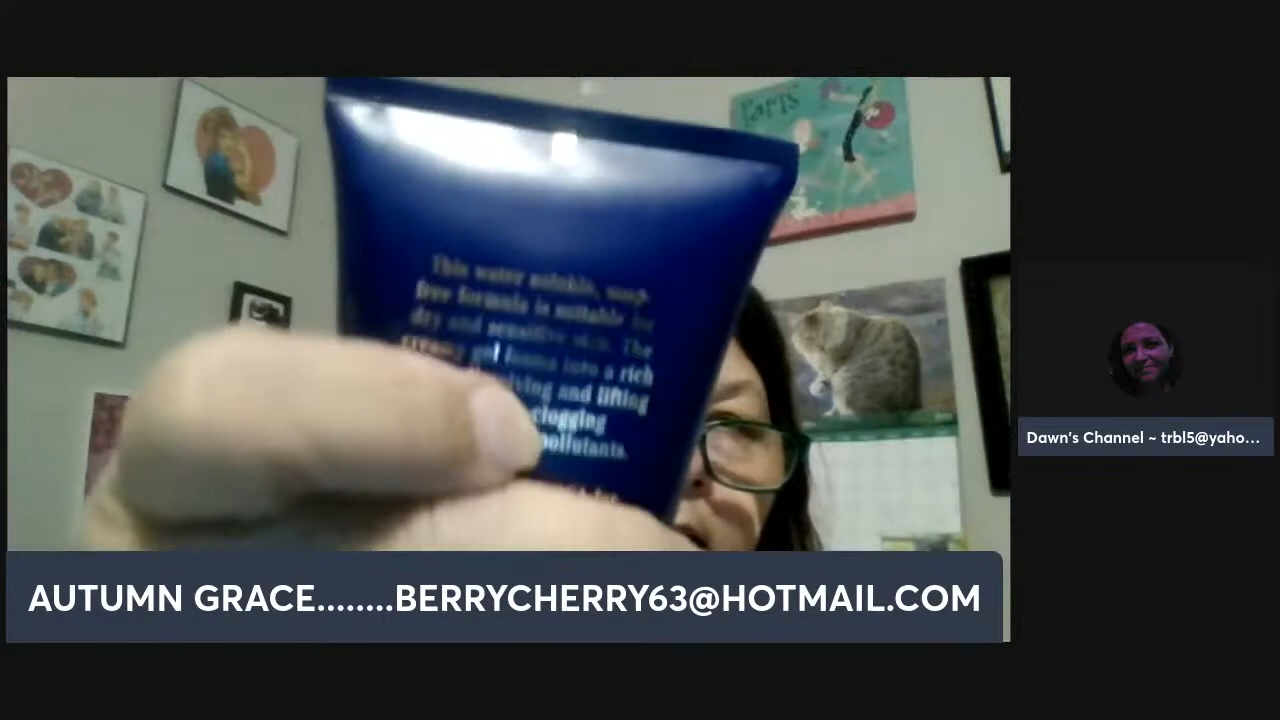 Paris
This water soluble, soap-
free formula is suitable for
dry and sensitive skin. The
creamy gel foams into a rich
and lifting
clogging
pollutants.
AUTUMN GRACE........BERRYCHERRY63@HOTMAIL.COM
Dawn's Channel ~ trbl5@yaho...